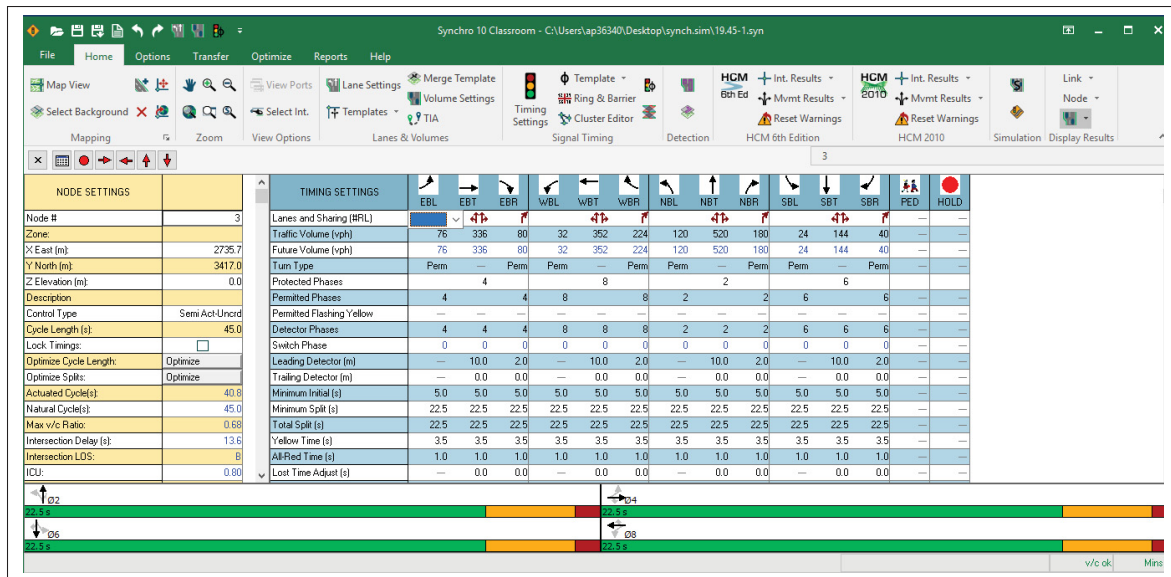 Synchro 10 Classroom - C:\Users\ap36340\Desktop\synch.sim\19.45-1.syn
File Home Options Transfer Optimize Reports Help
Map View
Select Background
Mapping
Zoom
View Ports
Select Int.
View Options
Lane Settings
Templates
Merge Template
Volume Settings
TIA
Lanes & Volumes
Timing Settings
Template
Ring & Barrier
Cluster Editor
Signal Timing
Detection
HCM 6th Ed
Int. Results
Mvmt Results
Reset Warnings
HCM 6th Edition
HCM 2010
Int. Results
Mvmt Results
Reset Warnings
HCM 2010
Simulation
Link
Node
Display Results
3
NODE SETTINGS
Node # 3
Zone:
X East (m): 2735.7
Y North (m): 3417.0
Z Elevation (m): 0.0
Description
Control Type Semi Act-Uncrd
Cycle Length (s): 45.0
Lock Timings:
Optimize Cycle Length: Optimize
Optimize Splits: Optimize
Actuated Cycle(s): 40.8
Natural Cycle(s): 45.0
Max v/c Ratio: 0.68
Intersection Delay (s): 13.6
Intersection LOS: B
ICU: 0.80
TIMING SETTINGS EBL EBT EBR WBL WBT WBR NBL NBT NBR SBL SBT SBR PED HOLD
Lanes and Sharing (#RL) — —
Traffic Volume (vph) 76 336 80 32 352 224 120 520 180 24 144 40 — —
Future Volume (vph) 76 336 80 32 352 224 120 520 180 24 144 40 — —
Turn Type Perm — Perm Perm — Perm Perm — Perm Perm — Perm — —
Protected Phases 4 8 2 6 — —
Permitted Phases 4 4 8 8 2 2 6 6 — —
Permitted Flashing Yellow — — — — — — — — — — — — — —
Detector Phases 4 4 4 8 8 8 2 2 2 6 6 6 — —
Switch Phase 0 0 0 0 0 0 0 0 0 0 0 0 — —
Leading Detector (m) — 10.0 2.0 — 10.0 2.0 — 10.0 2.0 — 10.0 2.0 — —
Trailing Detector (m) — 0.0 0.0 — 0.0 0.0 — 0.0 0.0 — 0.0 0.0 — —
Minimum Initial (s) 5.0 5.0 5.0 5.0 5.0 5.0 5.0 5.0 5.0 5.0 5.0 5.0 — —
Minimum Split (s) 22.5 22.5 22.5 22.5 22.5 22.5 22.5 22.5 22.5 22.5 22.5 22.5 — —
Total Split (s) 22.5 22.5 22.5 22.5 22.5 22.5 22.5 22.5 22.5 22.5 22.5 22.5 — —
Yellow Time (s) 3.5 3.5 3.5 3.5 3.5 3.5 3.5 3.5 3.5 3.5 3.5 3.5 — —
All-Red Time (s) 1.0 1.0 1.0 1.0 1.0 1.0 1.0 1.0 1.0 1.0 1.0 1.0 — —
Lost Time Adjust (s) — 0.0 0.0 — 0.0 0.0 — 0.0 0.0 — 0.0 0.0 — —
Ø2 Ø4
22.5 s 22.5 s
Ø6 Ø8
22.5 s 22.5 s
v/c ok Mins